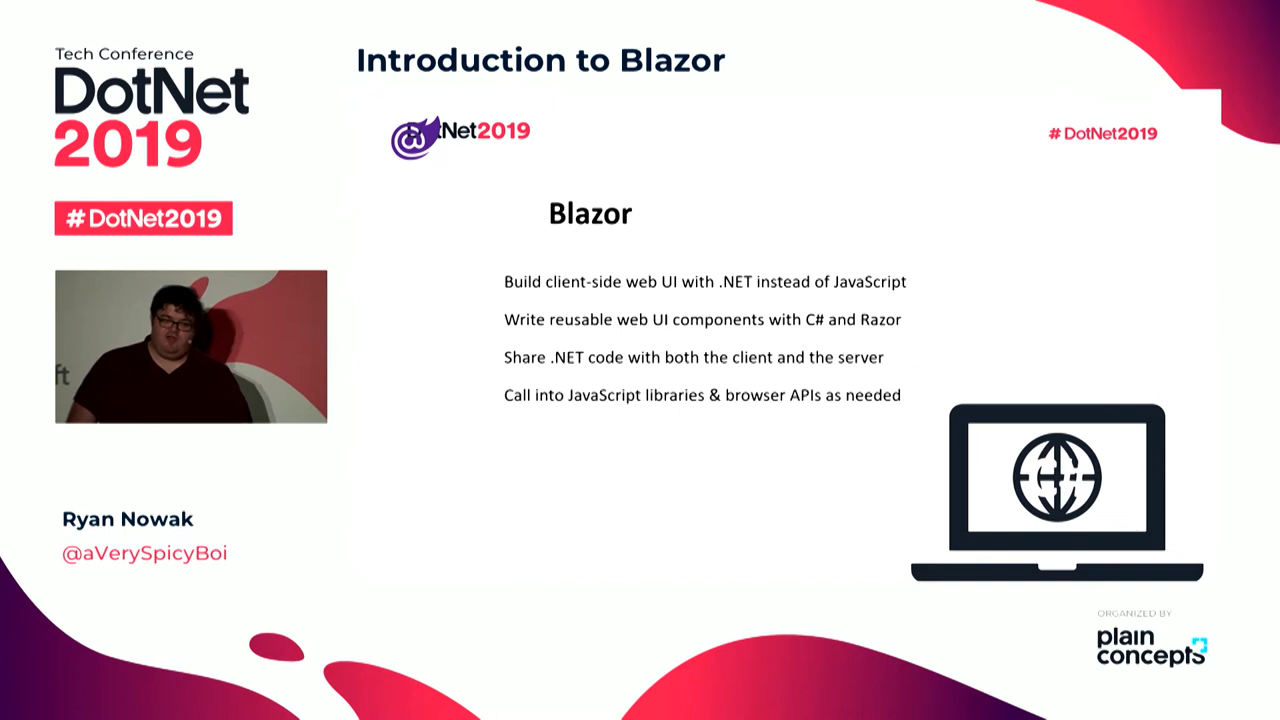 Tech Conference
DotNet
2019
#DotNet2019
Introduction to Blazor
Net2019
#DotNet2019
Blazor
Build client-side web UI with .NET instead of JavaScript
Write reusable web UI components with C# and Razor
Share .NET code with both the client and the server
Call into JavaScript libraries & browser APIs as needed
C#
ft
Ryan Nowak
@aVerySpicyBoi
ORGANIZED BY
plain
concepts